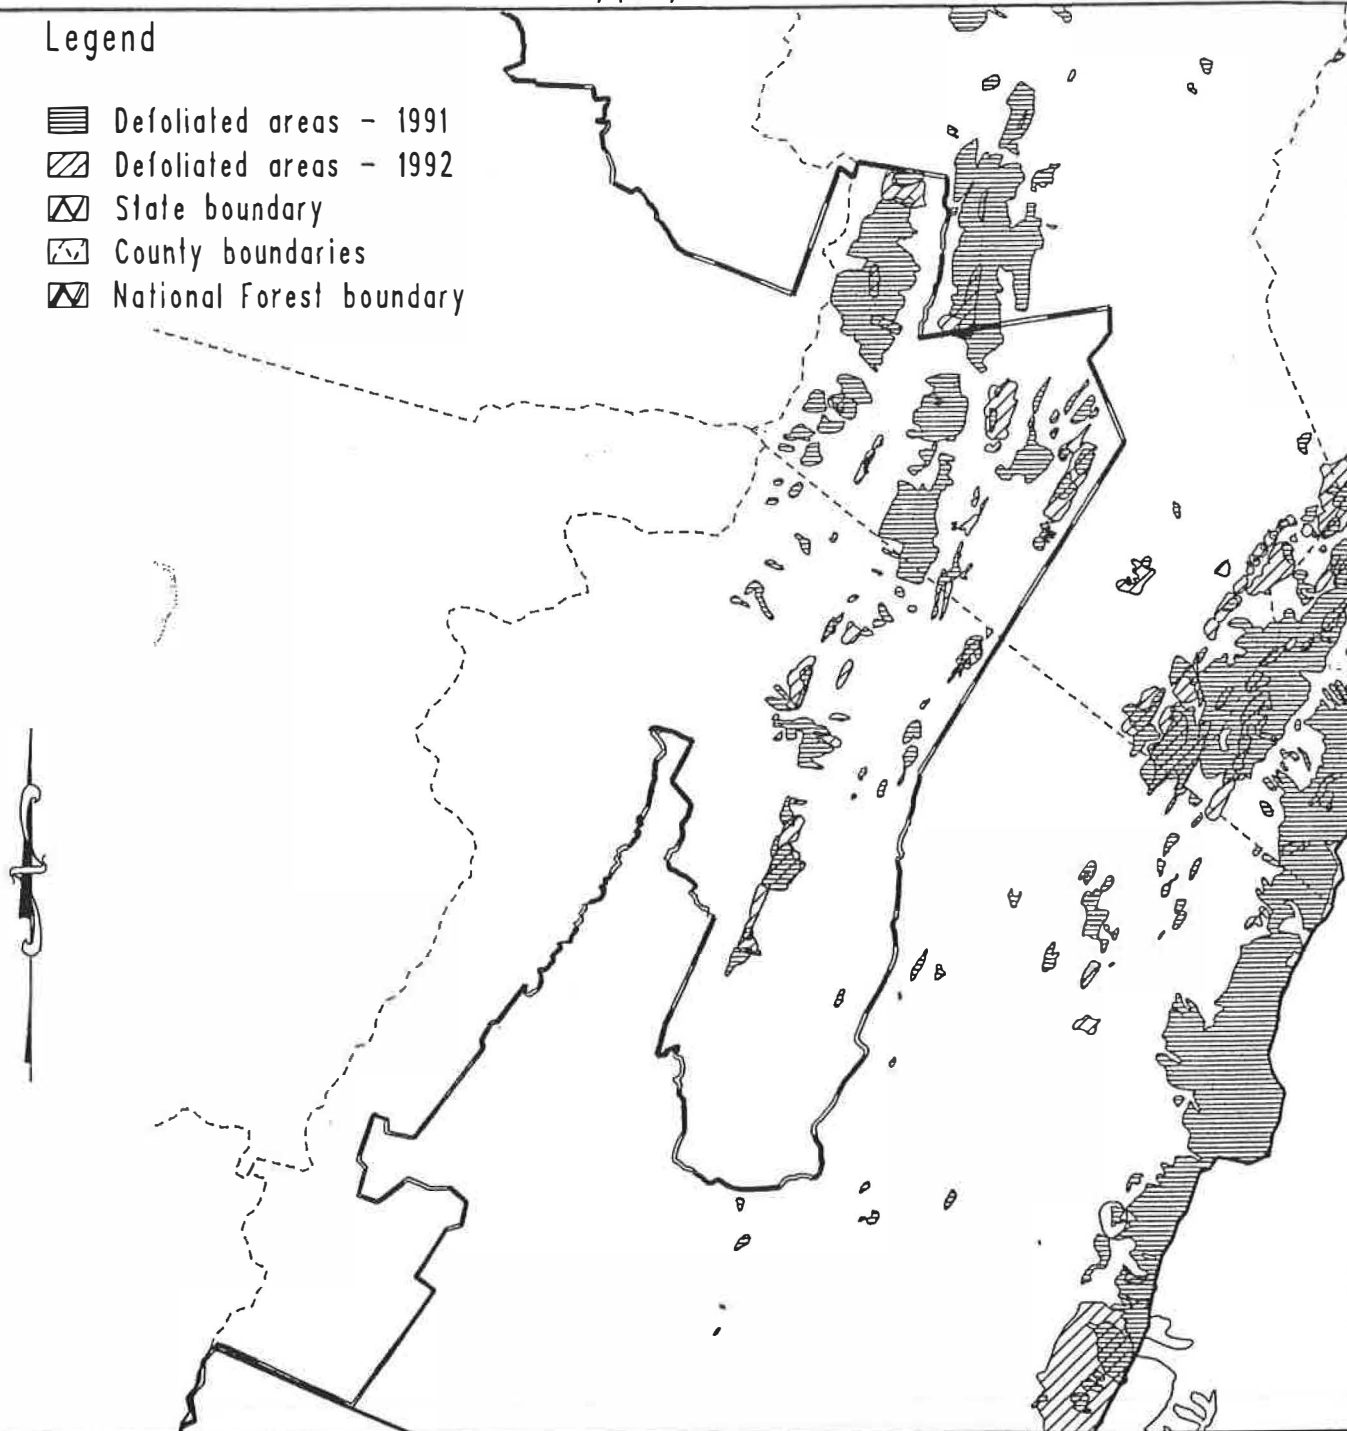 Legend
Defoliated areas - 1991
Defoliated areas - 1992
State boundary
County boundaries
National Forest boundary